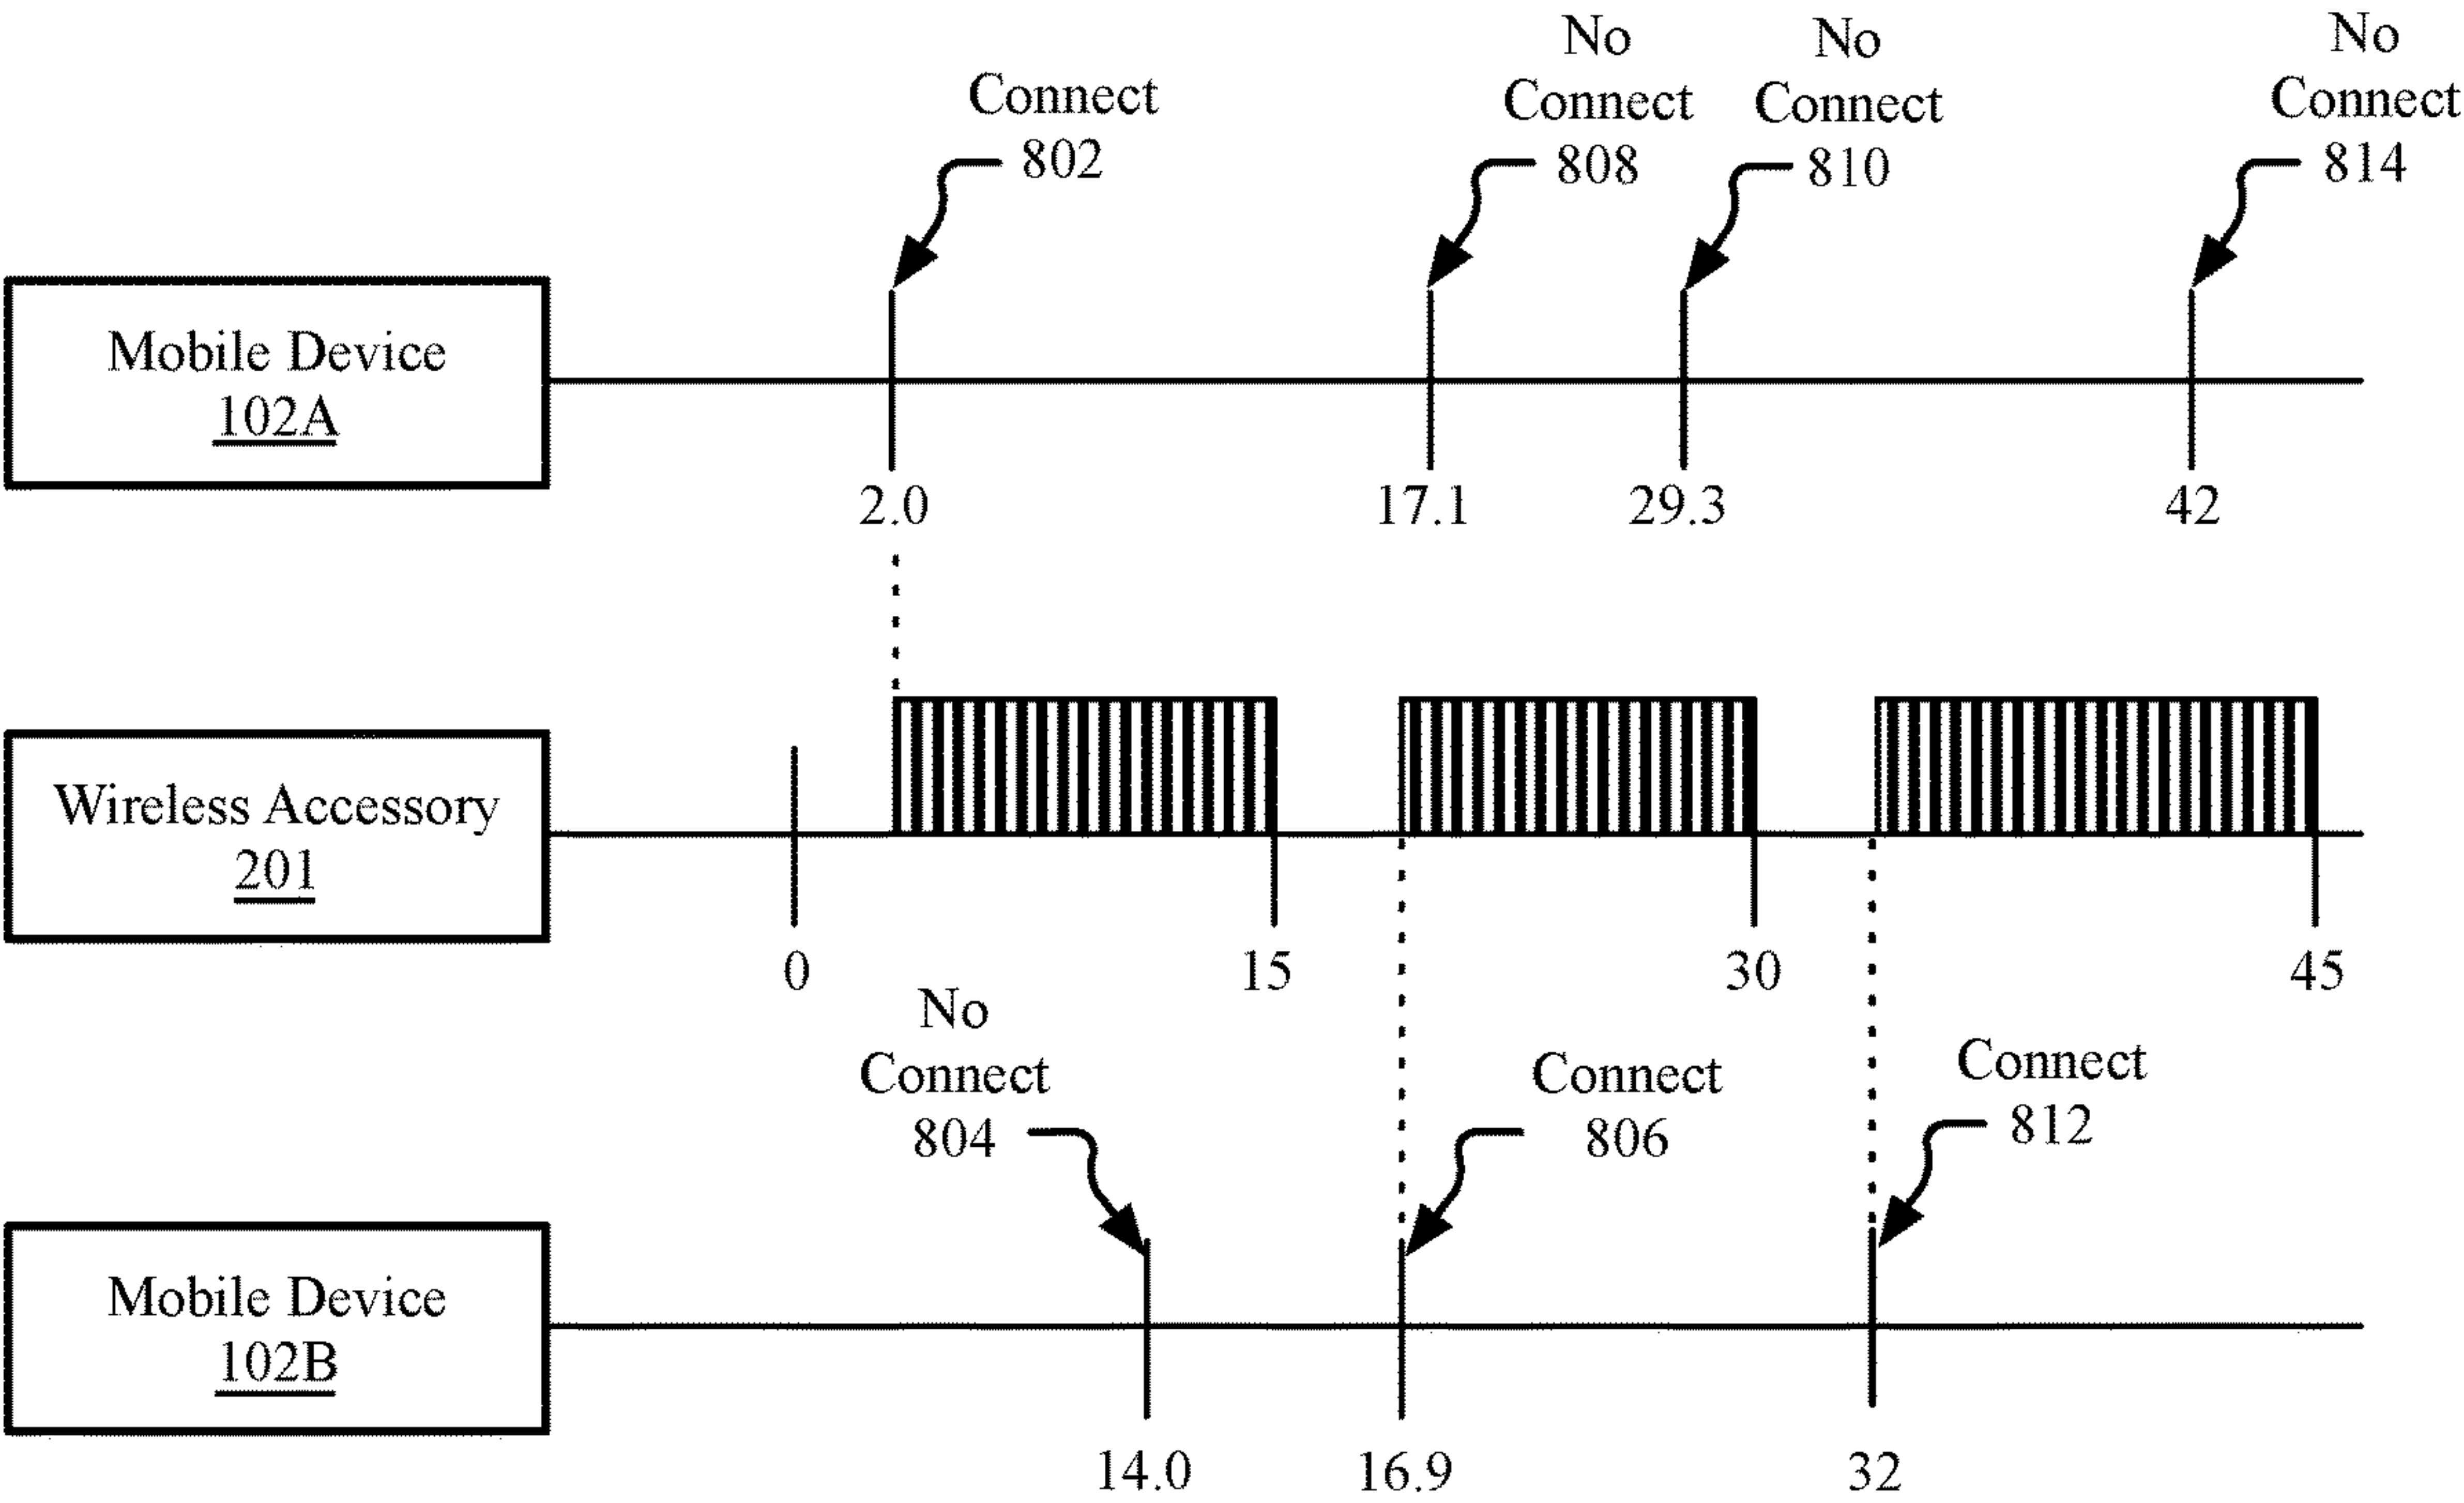 No
Connect
808
No
Connect
810
No
Connect
814
Connect
802
Mobile Device
102A
2.0
17.1
29.3
42
Wireless Accessory
201
0
15
30
45
No
Connect
804
Connect
806
Connect
812
Mobile Device
102B
14.0
16.9
32